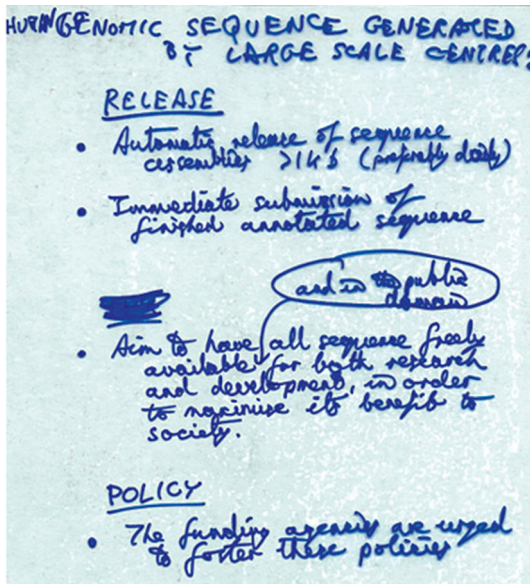 HUMAN GENOMIC SEQUENCE GENERATED
BY LARGE SCALE CENTRES
RELEASE
• Automatic release of sequence
assemblies >1kb (preferably daily)
• Immediate submission of
finished annotated sequence
and in the public
domain
• Aim to have all sequence freely
available for both research
and development, in order
to maximise its benefit to
society.
POLICY
• The funding agencies are urged
to foster these policies